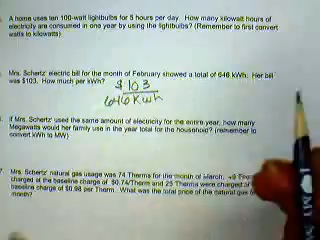 A home uses ten 100-watt lightbulbs for 5 hours per day. How many kilowatt hours of
electricity are consumed in one year by using the lightbulbs? (Remember to first convert
watts to kilowatts)
Mrs. Schertz' electric bill for the month of February showed a total of 646 kWh. Her bill
was $103. How much per kWh?
$103
646 kWh
If Mrs. Schertz' used the same amount of electricity for the entire year, how many
Megawatts would her family use in the year total for the household? (remember to
convert kWh to MW)
Mrs. Schertz natural gas usage was 74 Therms for the month of March. 49
charged at the baseline charge of $0.74/Therm and 25 Therms were charged
baseline charge of $0.98 per Therm. What was the total price of the natural gas
month?